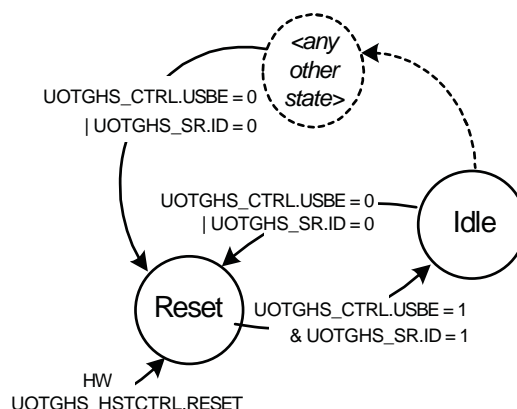 <any
other
state>
UOTGHS_CTRL.USBE = 0
| UOTGHS_SR.ID = 0
UOTGHS_CTRL.USBE = 0
| UOTGHS_SR.ID = 0
Idle
Reset
UOTGHS_CTRL.USBE = 1
& UOTGHS_SR.ID = 1
HW
UOTGHS_HSTCTRL.RESET